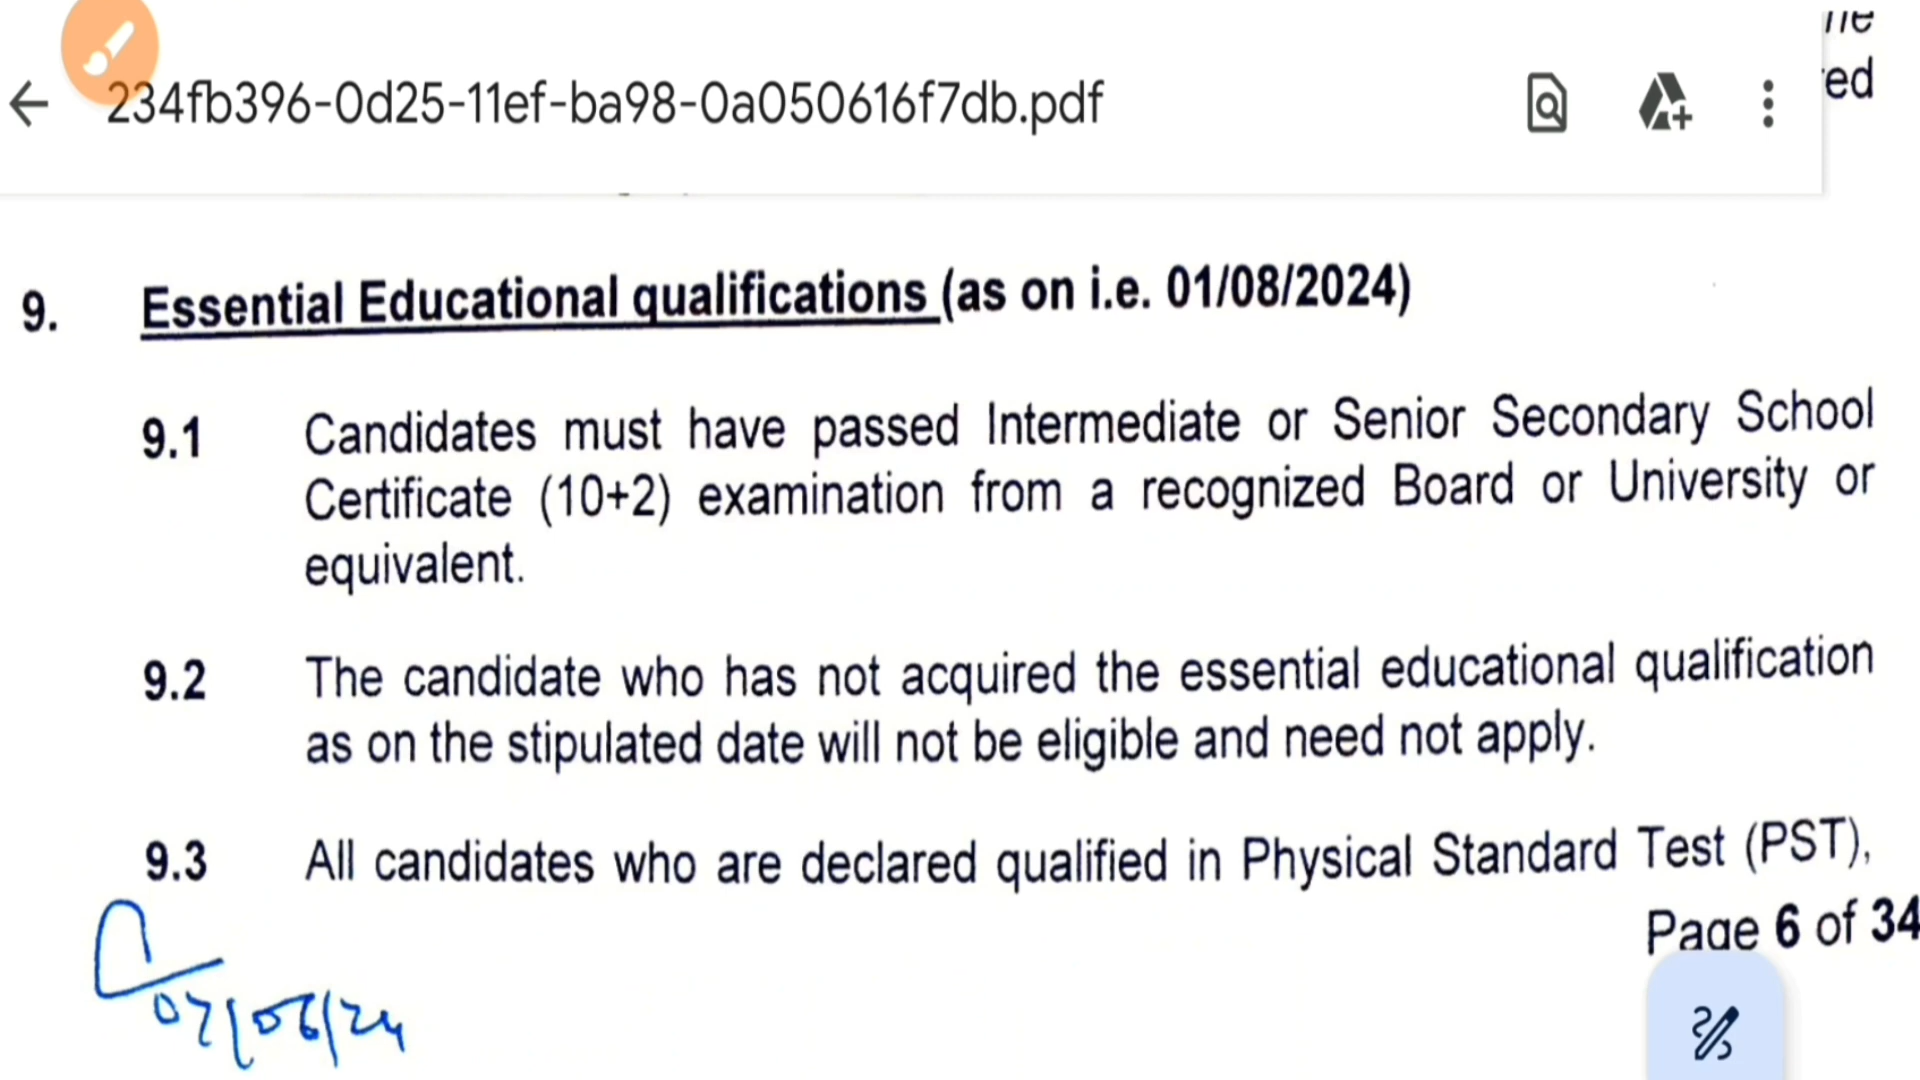 ed
234fb396-0d25-11ef-ba98-0a050616f7db.pdf
9. Essential Educational qualifications (as on i.e. 01/08/2024)
9.1 Candidates must have passed Intermediate or Senior Secondary School
Certificate (10+2) examination from a recognized Board or University or
equivalent.
9.2 The candidate who has not acquired the essential educational qualification
as on the stipulated date will not be eligible and need not apply.
9.3 All candidates who are declared qualified in Physical Standard Test (PST),
Page 6 of 34
07/06/24